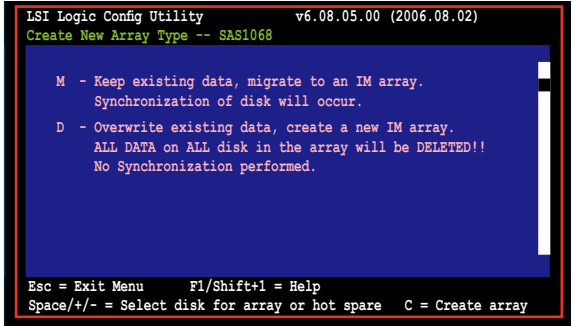 LSI Logic Config Utility v6.08.05.00 (2006.08.02)
Create New Array Type -- SAS1068
M - Keep existing data, migrate to an IM array.
Synchronization of disk will occur.
D - Overwrite existing data, create a new IM array.
ALL DATA on ALL disk in the array will be DELETED!!
No Synchronization performed.
Esc = Exit Menu F1/Shift+1 = Help
Space/+/- = Select disk for array or hot spare C = Create array